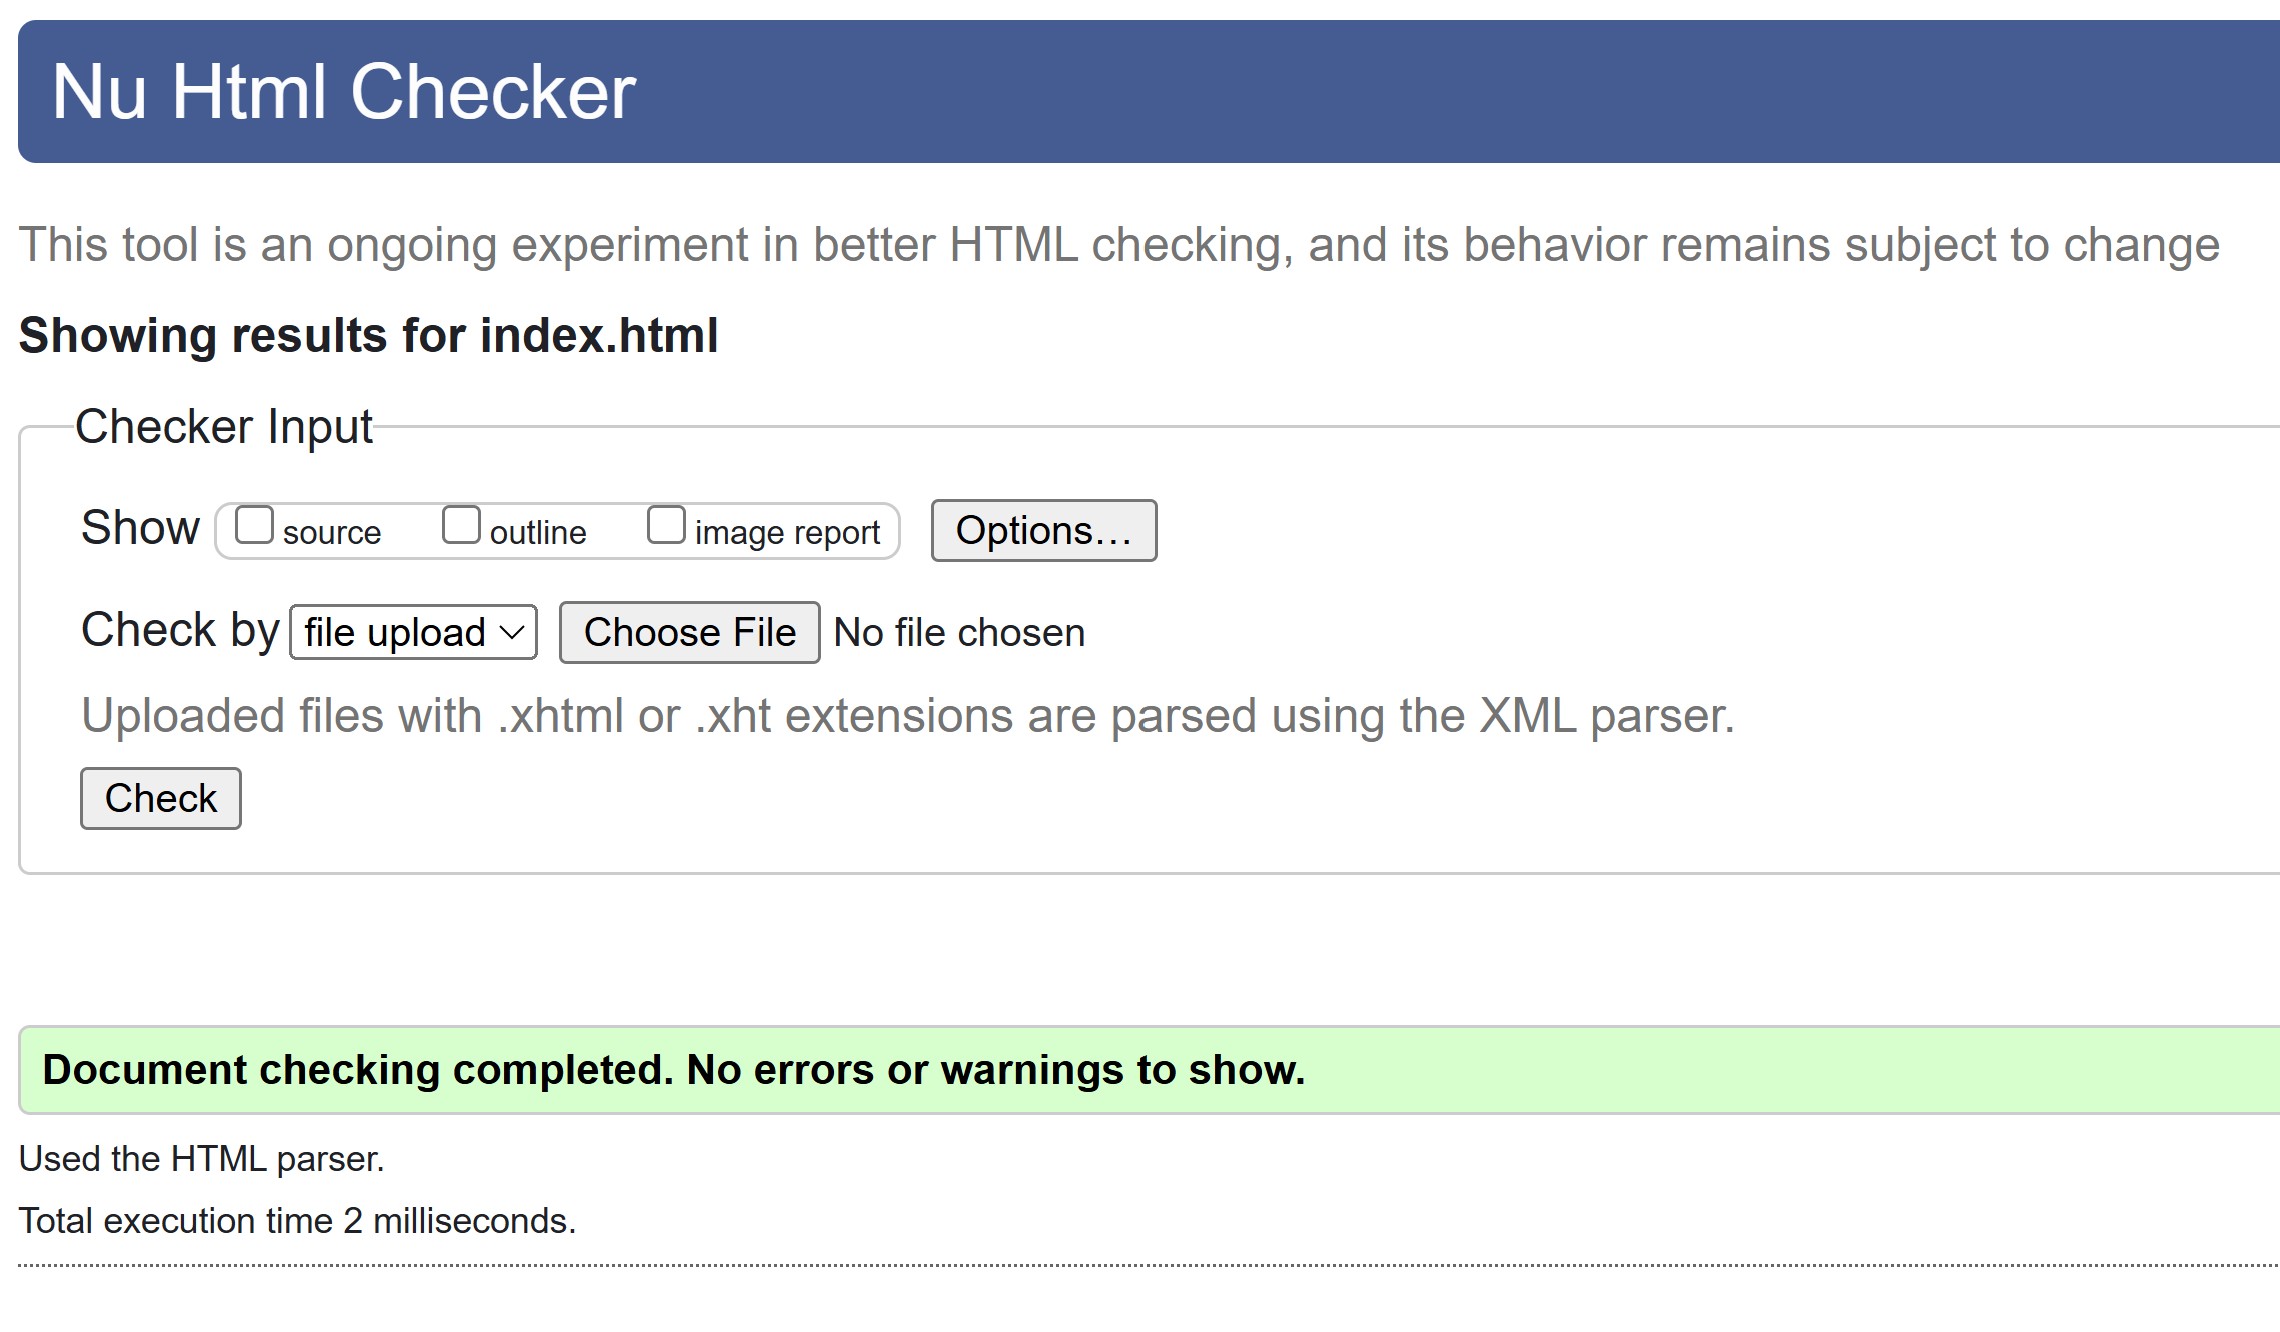 Nu Html Checker
This tool is an ongoing experiment in better HTML checking, and its behavior remains subject to change
Showing results for index.html
Checker Input
Show source outline image report Options…
Check by file upload Choose File No file chosen
Uploaded files with .xhtml or .xht extensions are parsed using the XML parser.
Check
Document checking completed. No errors or warnings to show.
Used the HTML parser.
Total execution time 2 milliseconds.